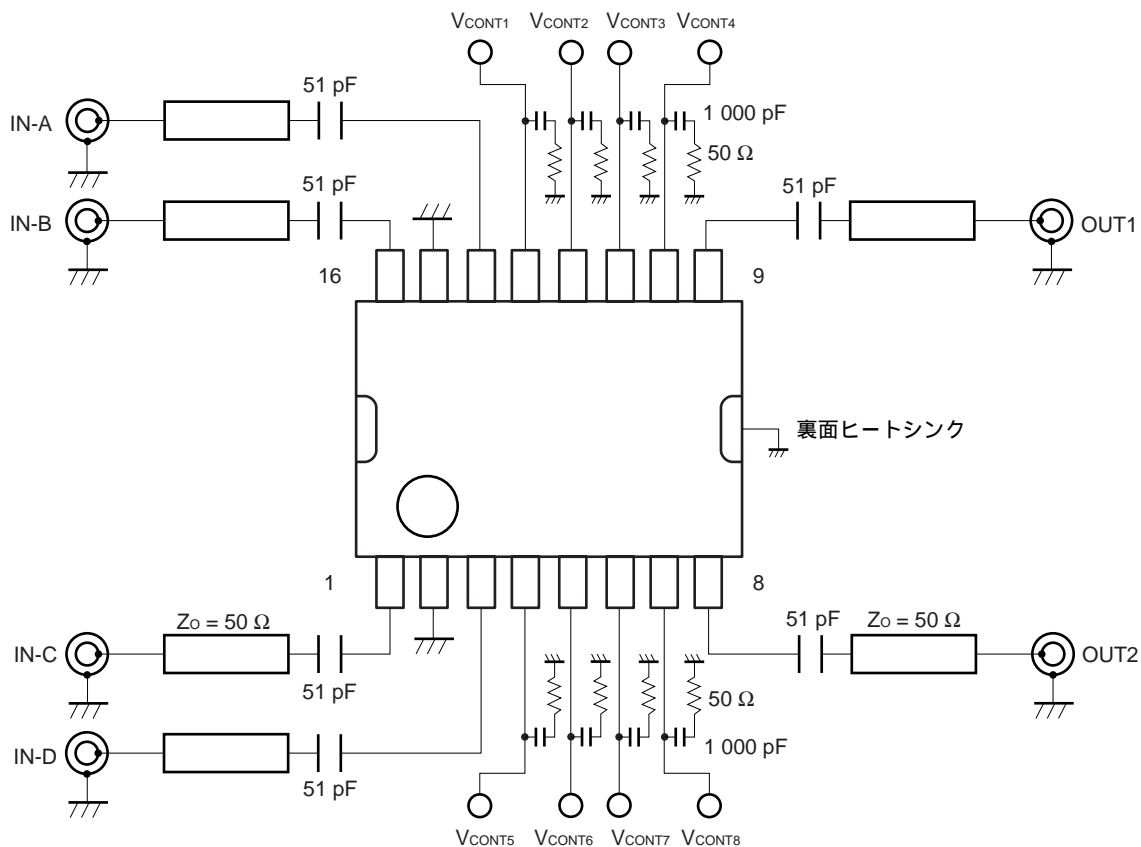 VCONT1 VCONT2 VCONT3 VCONT4
51 pF
IN-A
1 000 pF
50 Ω
51 pF
IN-B
51 pF
OUT1
16
9
裏面ヒートシンク
1
8
Zo = 50 Ω
51 pF
Zo = 50 Ω
IN-C
OUT2
51 pF
50 Ω
1 000 pF
IN-D
51 pF
VCONT5 VCONT6 VCONT7 VCONT8